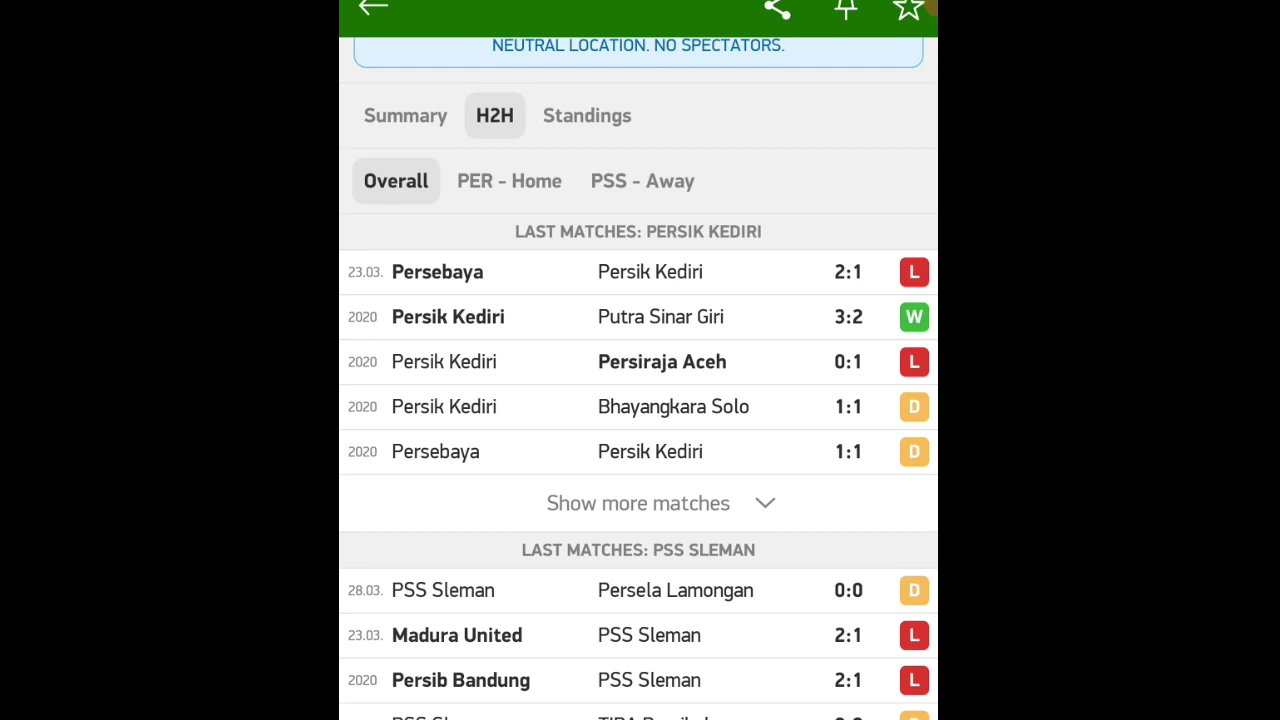 NEUTRAL LOCATION. NO SPECTATORS.
Summary H2H Standings
Overall PER - Home PSS - Away
LAST MATCHES: PERSIK KEDIRI
23.03. Persebaya Persik Kediri 2:1 L
2020 Persik Kediri Putra Sinar Giri 3:2 W
2020 Persik Kediri Persiraja Aceh 0:1 L
2020 Persik Kediri Bhayangkara Solo 1:1 D
2020 Persebaya Persik Kediri 1:1 D
Show more matches
LAST MATCHES: PSS SLEMAN
28.03. PSS Sleman Persela Lamongan 0:0 D
23.03. Madura United PSS Sleman 2:1 L
2020 Persib Bandung PSS Sleman 2:1 L